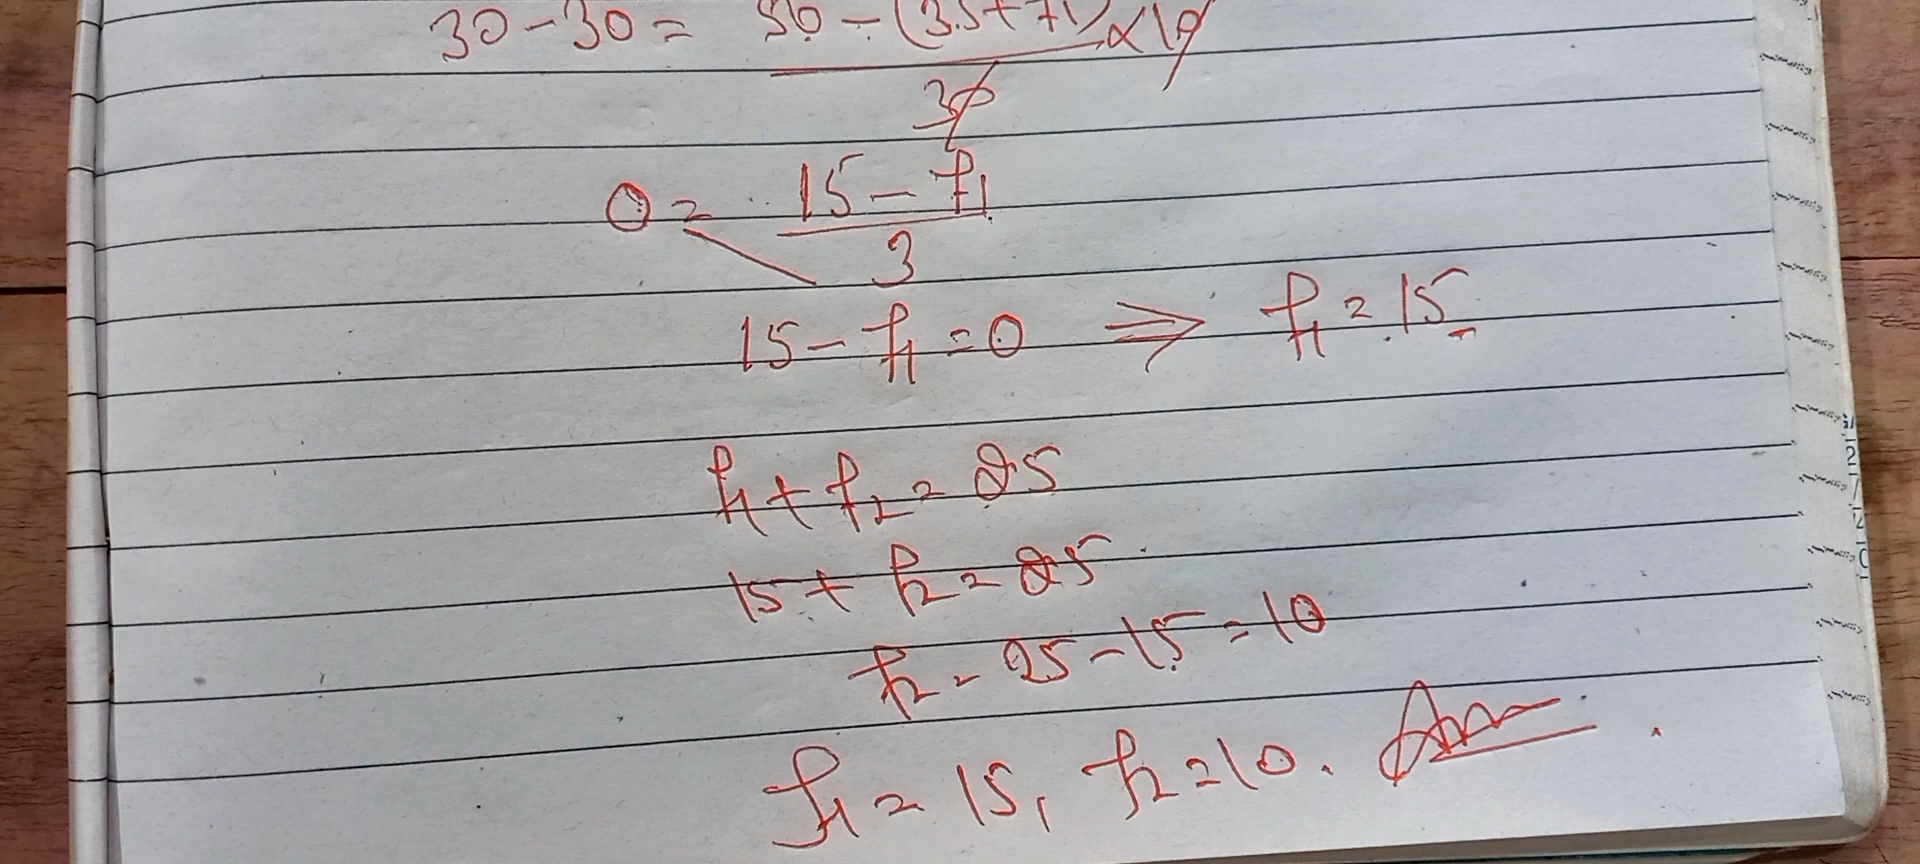 30-30= 50-(35+f1)×10
30
0= 15-f1
3
15-f1=0 ⇒ f1=15
f1+f2=25
15+f2=25
f2=25-15=10
f1=15, f2=10. Ans